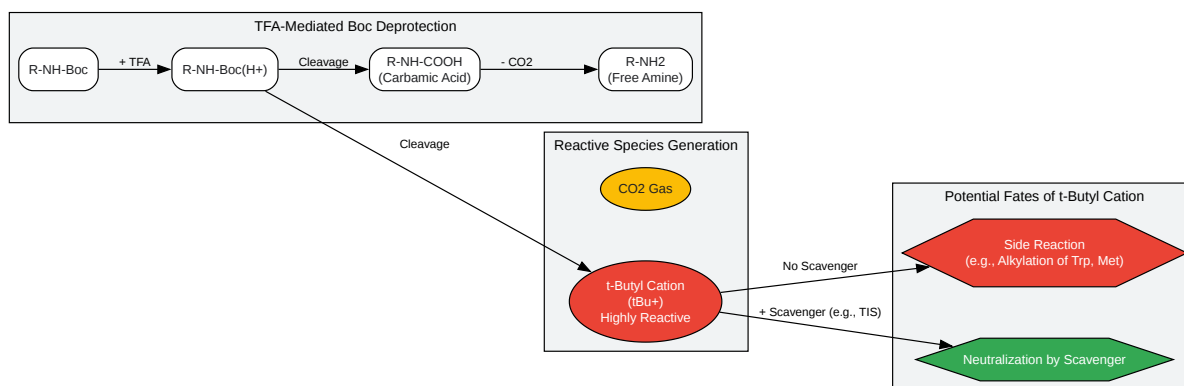 TFA-Mediated Boc Deprotection
R-NH-Boc
+ TFA
R-NH-Boc(H+)
Cleavage
R-NH-COOH
(Carbamic Acid)
- CO2
R-NH2
(Free Amine)
Cleavage
Reactive Species Generation
CO2 Gas
t-Butyl Cation
(tBu+)
Highly Reactive
No Scavenger
+ Scavenger (e.g., TIS)
Potential Fates of t-Butyl Cation
Side Reaction
(e.g., Alkylation of Trp, Met)
Neutralization by Scavenger